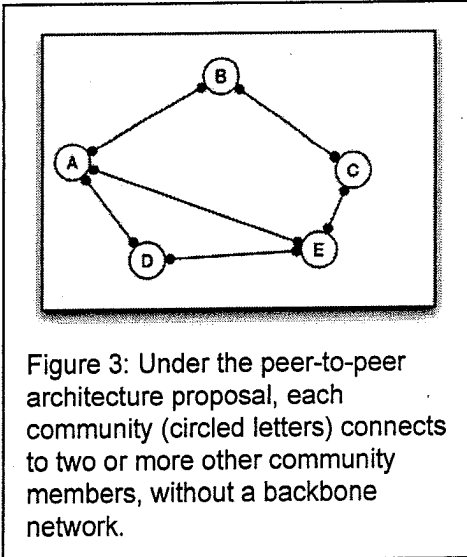 B
A
C
D
E
Figure 3: Under the peer-to-peer
architecture proposal, each
community (circled letters) connects
to two or more other community
members, without a backbone
network.